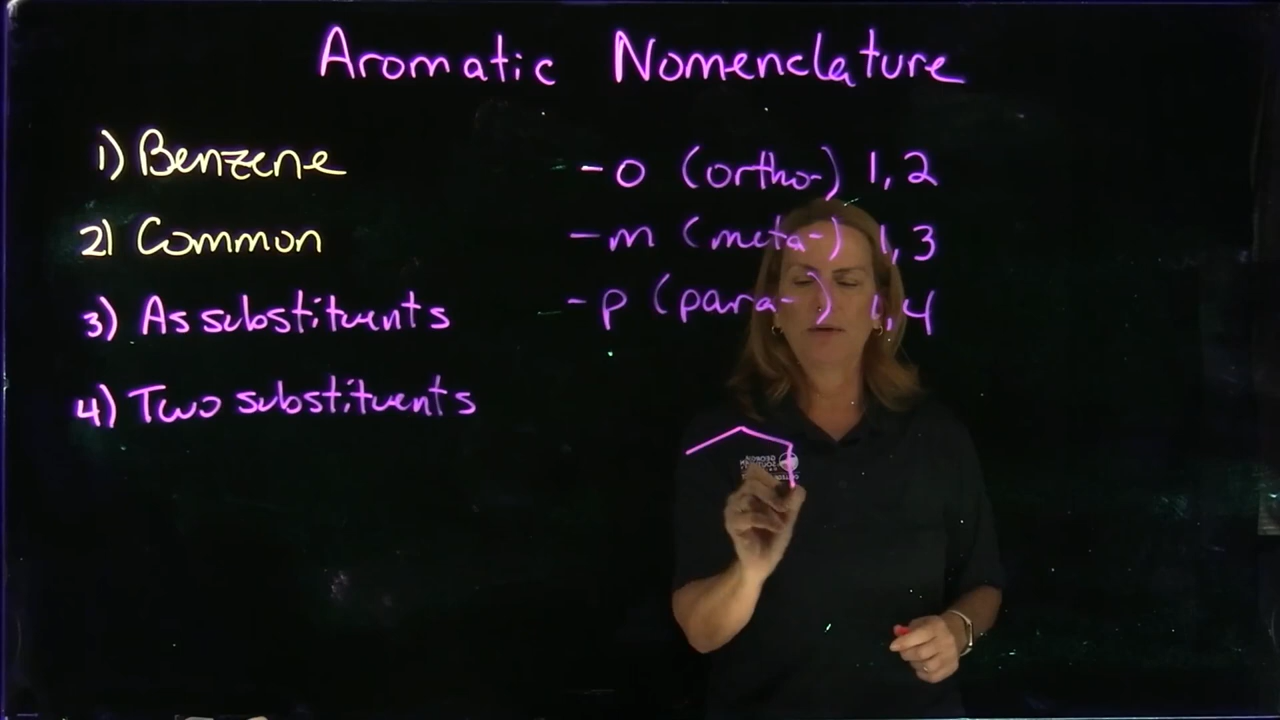 Aromatic Nomenclature
1) Benzene
2) Common
3) As substituents
4) Two substituents
-o (ortho-) 1,2
-m (meta-) 1,3
-p (para-) 1,4